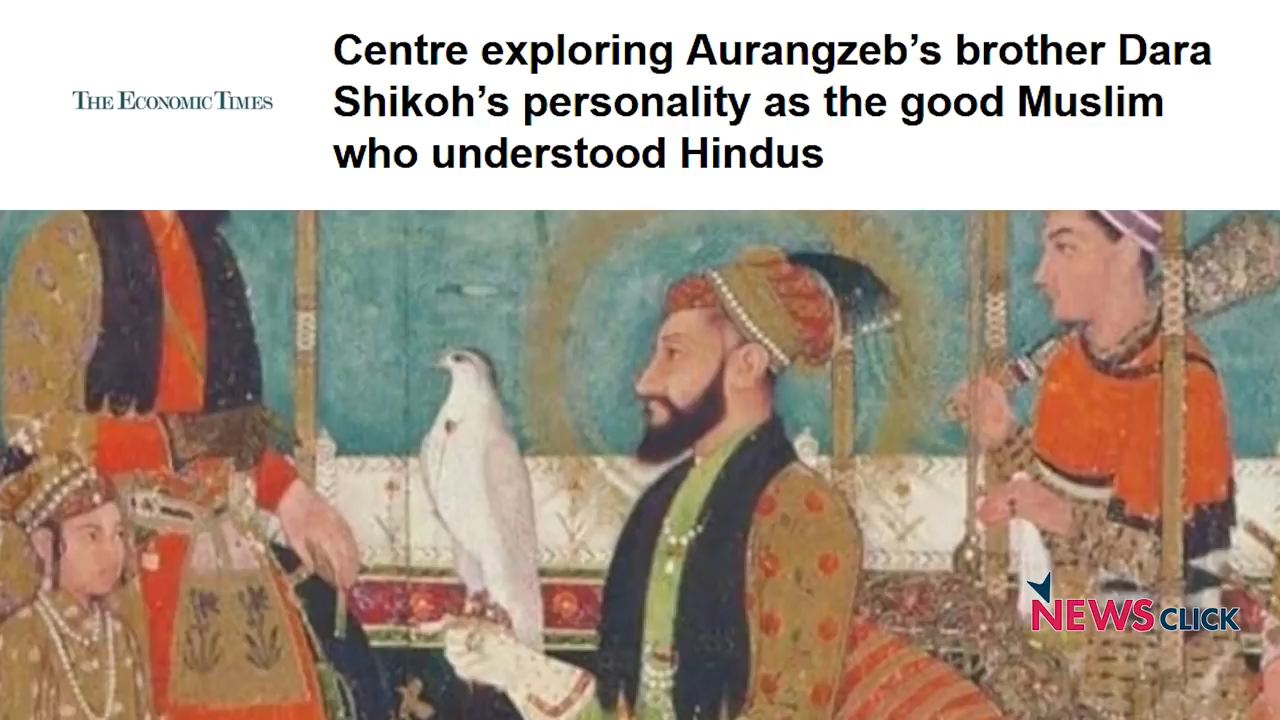 THE ECONOMIC TIMES
Centre exploring Aurangzeb’s brother Dara
Shikoh’s personality as the good Muslim
who understood Hindus
NEWSCLICK